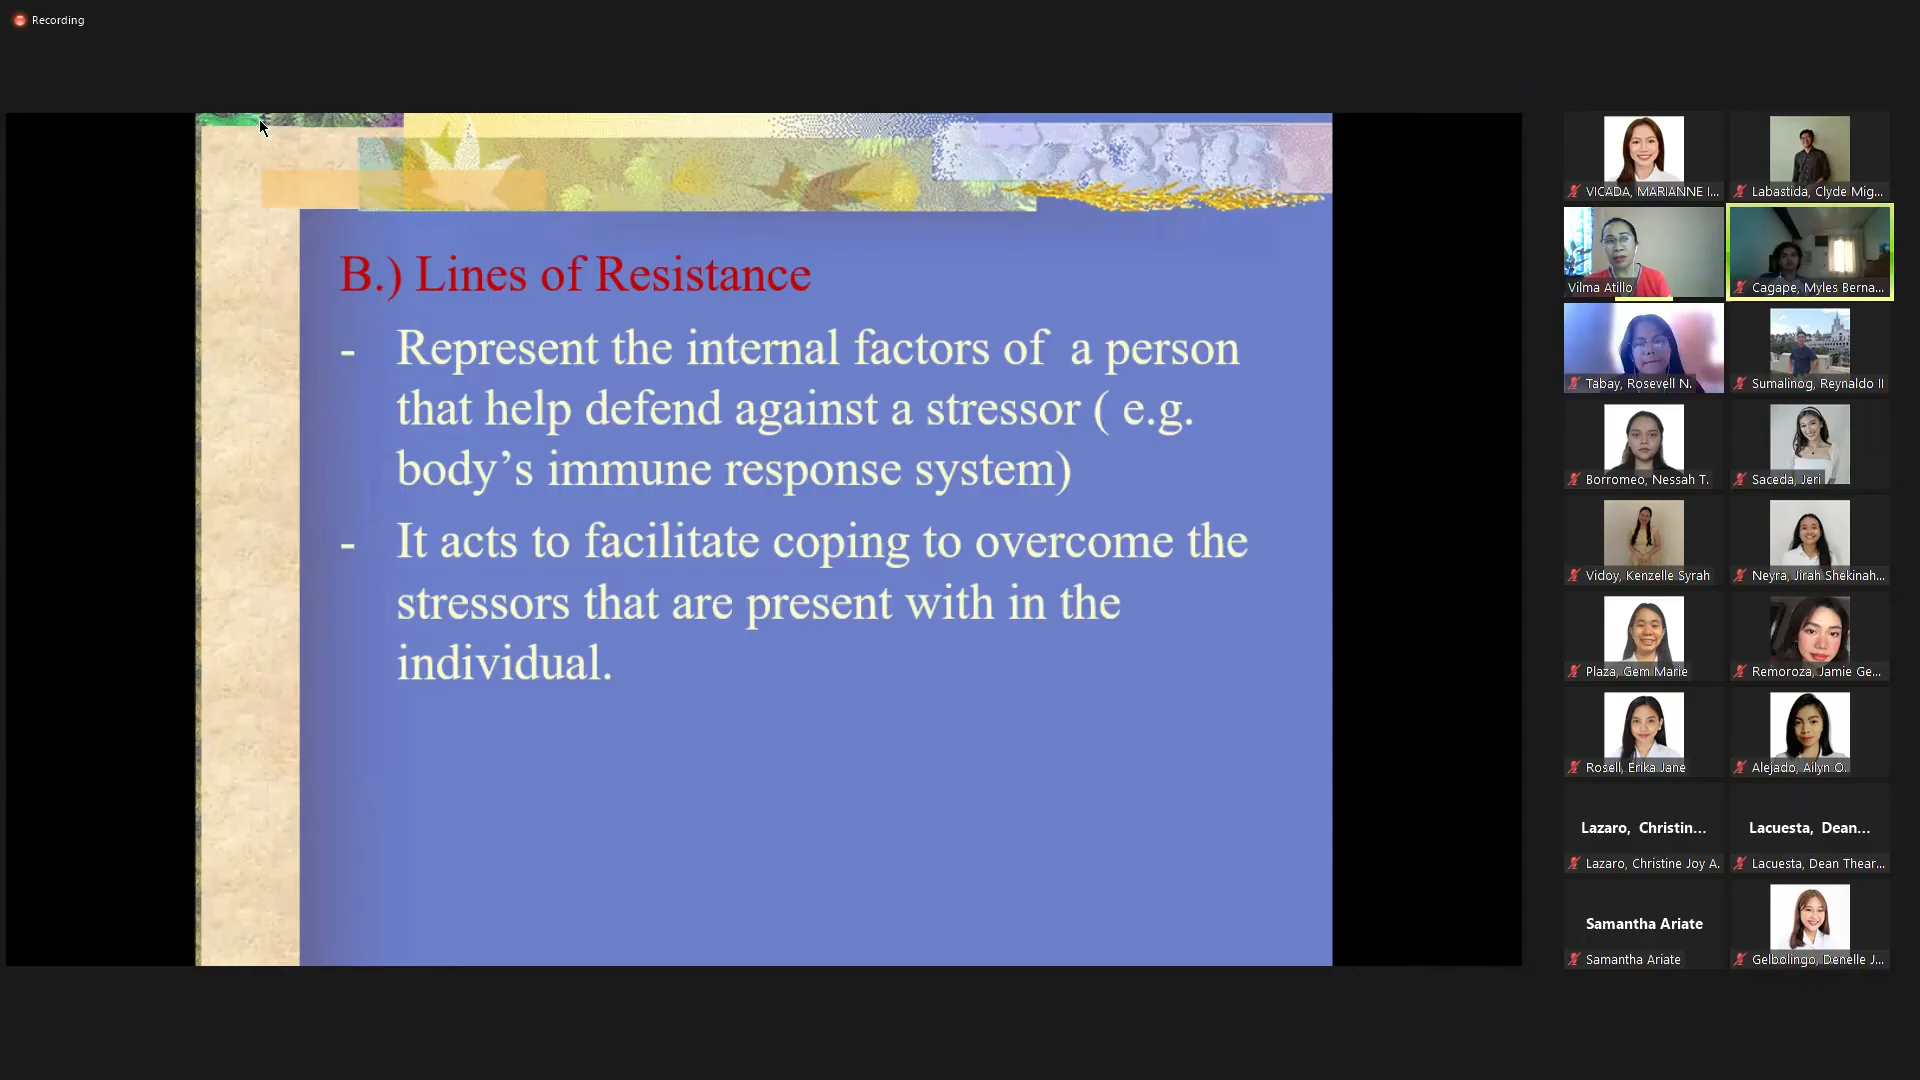 Recording
B.) Lines of Resistance
- Represent the internal factors of a person
that help defend against a stressor ( e.g.
body's immune response system)
- It acts to facilitate coping to overcome the
stressors that are present with in the
individual.
VICADA, MARIANNE I...
Labastida, Clyde Mig...
Vilma Atillo
Cagape, Myles Berna...
Tabay, Rosevell N.
Sumalinog, Reynaldo II
Borromeo, Nessah T.
Saceda, Jeri
Vidoy, Kenzelle Syrah
Neyra, Jirah Shekinah...
Plaza, Gem Marie
Remoroza, Jamie Ge...
Rosell, Erika Jane
Alejado, Ailyn O.
Lazaro, Christin...
Lacuesta, Dean...
Lazaro, Christine Joy A.
Lacuesta, Dean Thear...
Samantha Ariate
Samantha Ariate
Gelbolingo, Denelle J...